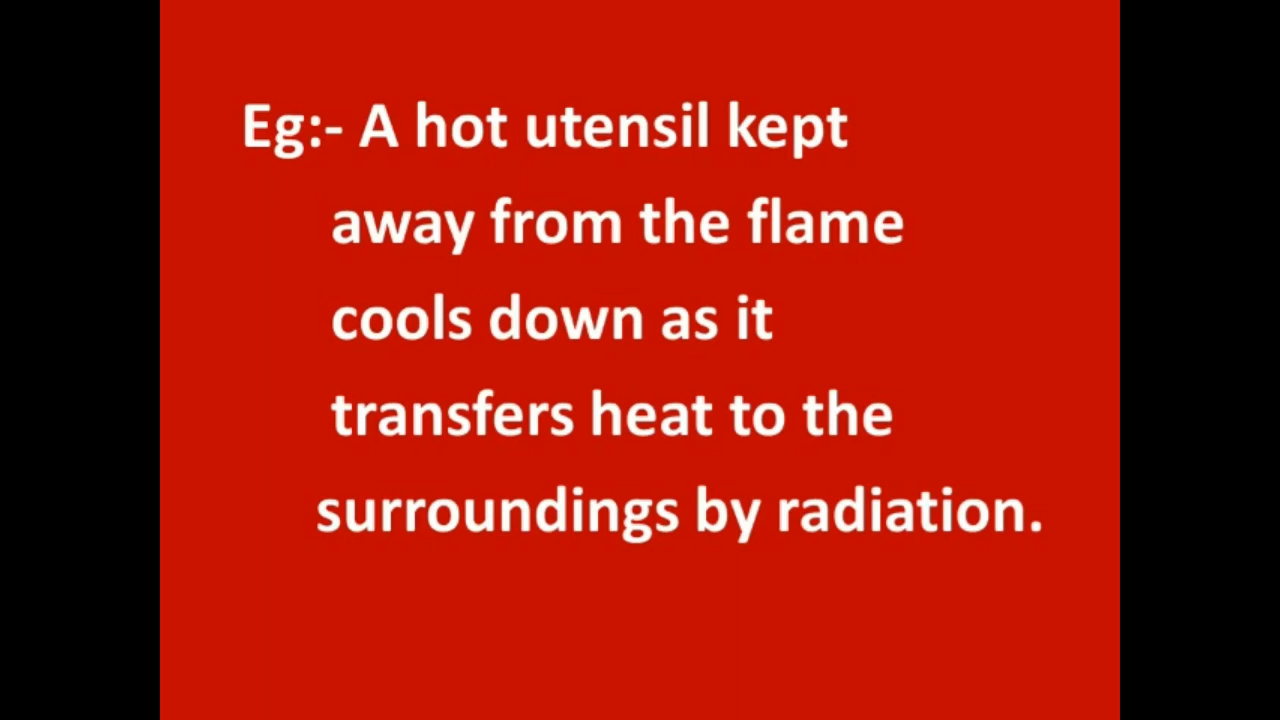 Eg:- A hot utensil kept
away from the flame
cools down as it
transfers heat to the
surroundings by radiation.